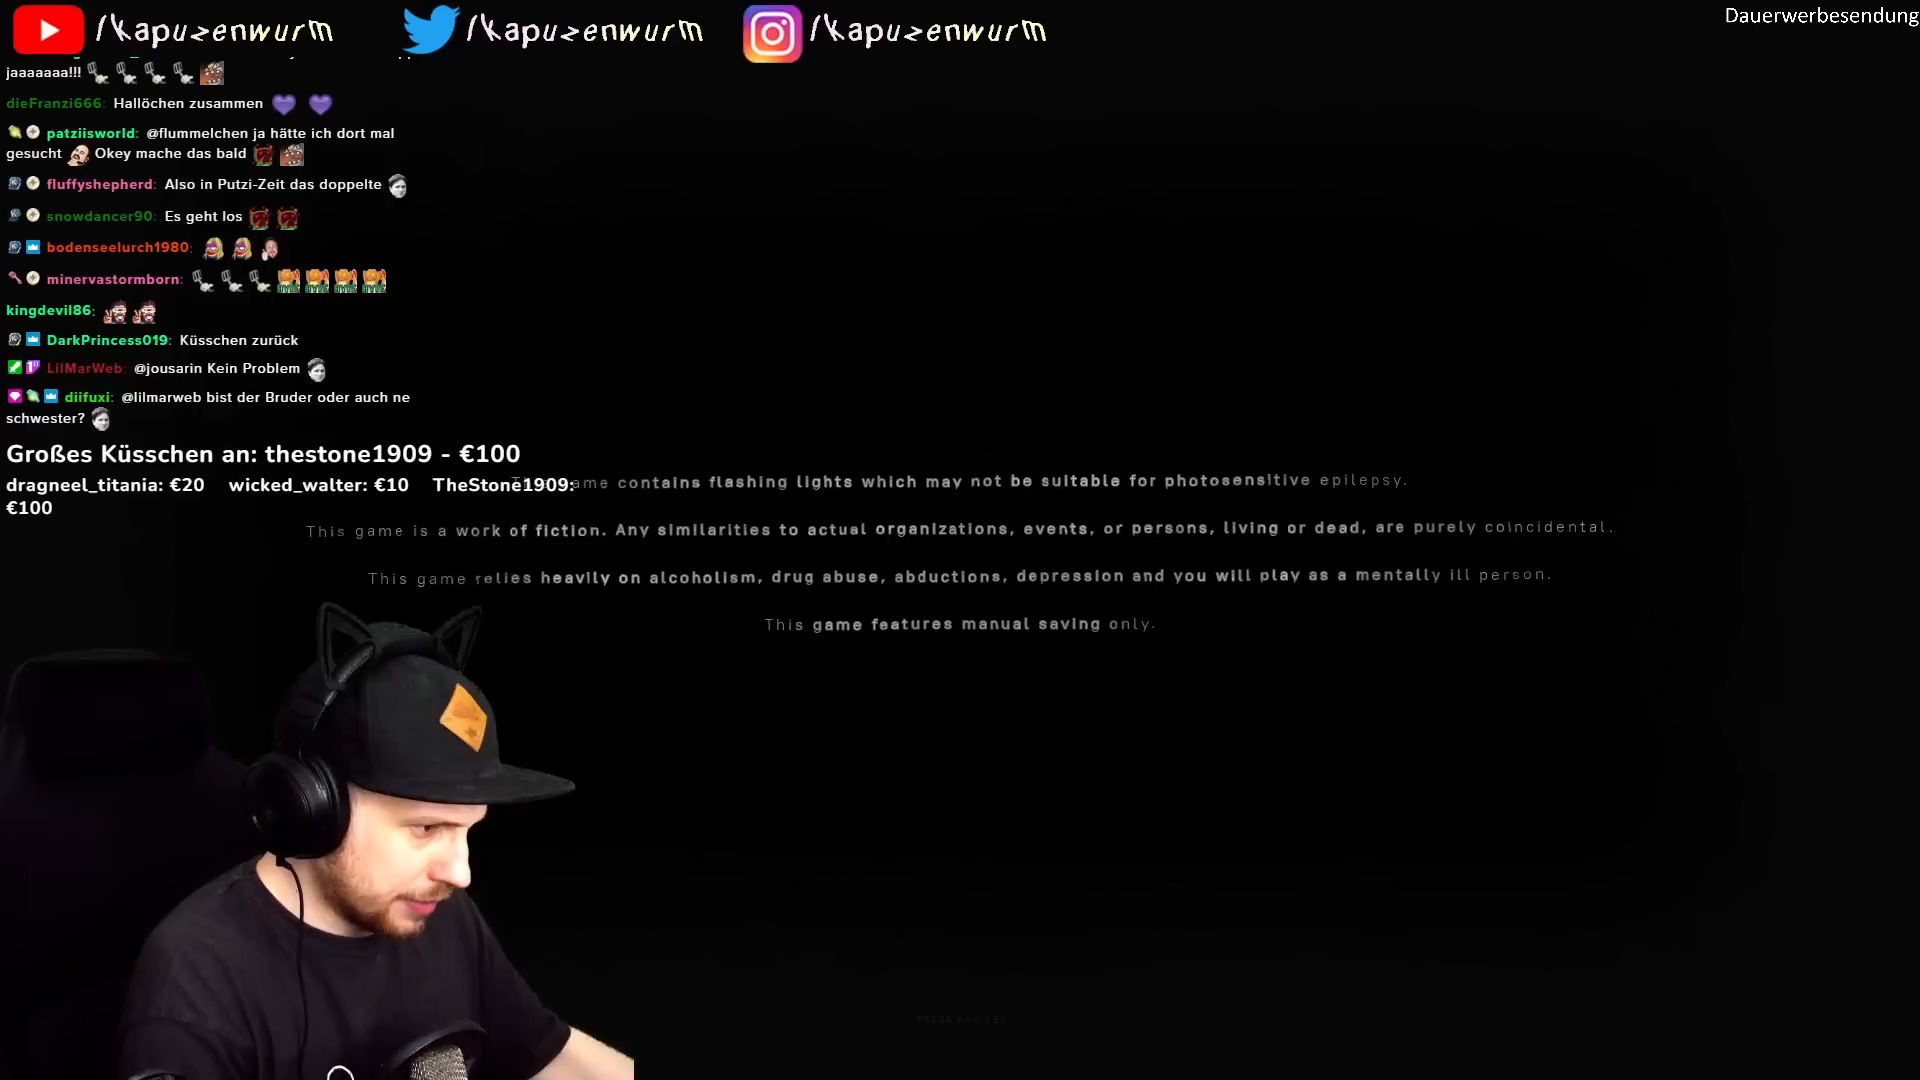 /kapuzenwurm /kapuzenwurm /kapuzenwurm
Dauerwerbesendung
jaaaaaaa!!!
dieFranzi666: Hallöchen zusammen
patziisworld: @flummelchen ja hätte ich dort mal
gesucht Okey mache das bald
fluffyshepherd: Also in Putzi-Zeit das doppelte
snowdancer90: Es geht los
bodenseelurch1980:
minervastormborn:
kingdevil86:
DarkPrincess019: Küsschen zurück
LilMarWeb: @jousarin Kein Problem
diifuxi: @lilmarweb bist der Bruder oder auch ne
schwester?
Großes Küsschen an: thestone1909 - €100
dragneel_titania: €20 wicked_walter: €10 TheStone1909:
€100
game contains flashing lights which may not be suitable for photosensitive epilepsy.
This game is a work of fiction. Any similarities to actual organizations, events, or persons, living or dead, are purely coincidental.
This game relies heavily on alcoholism, drug abuse, abductions, depression and you will play as a mentally ill person.
This game features manual saving only.